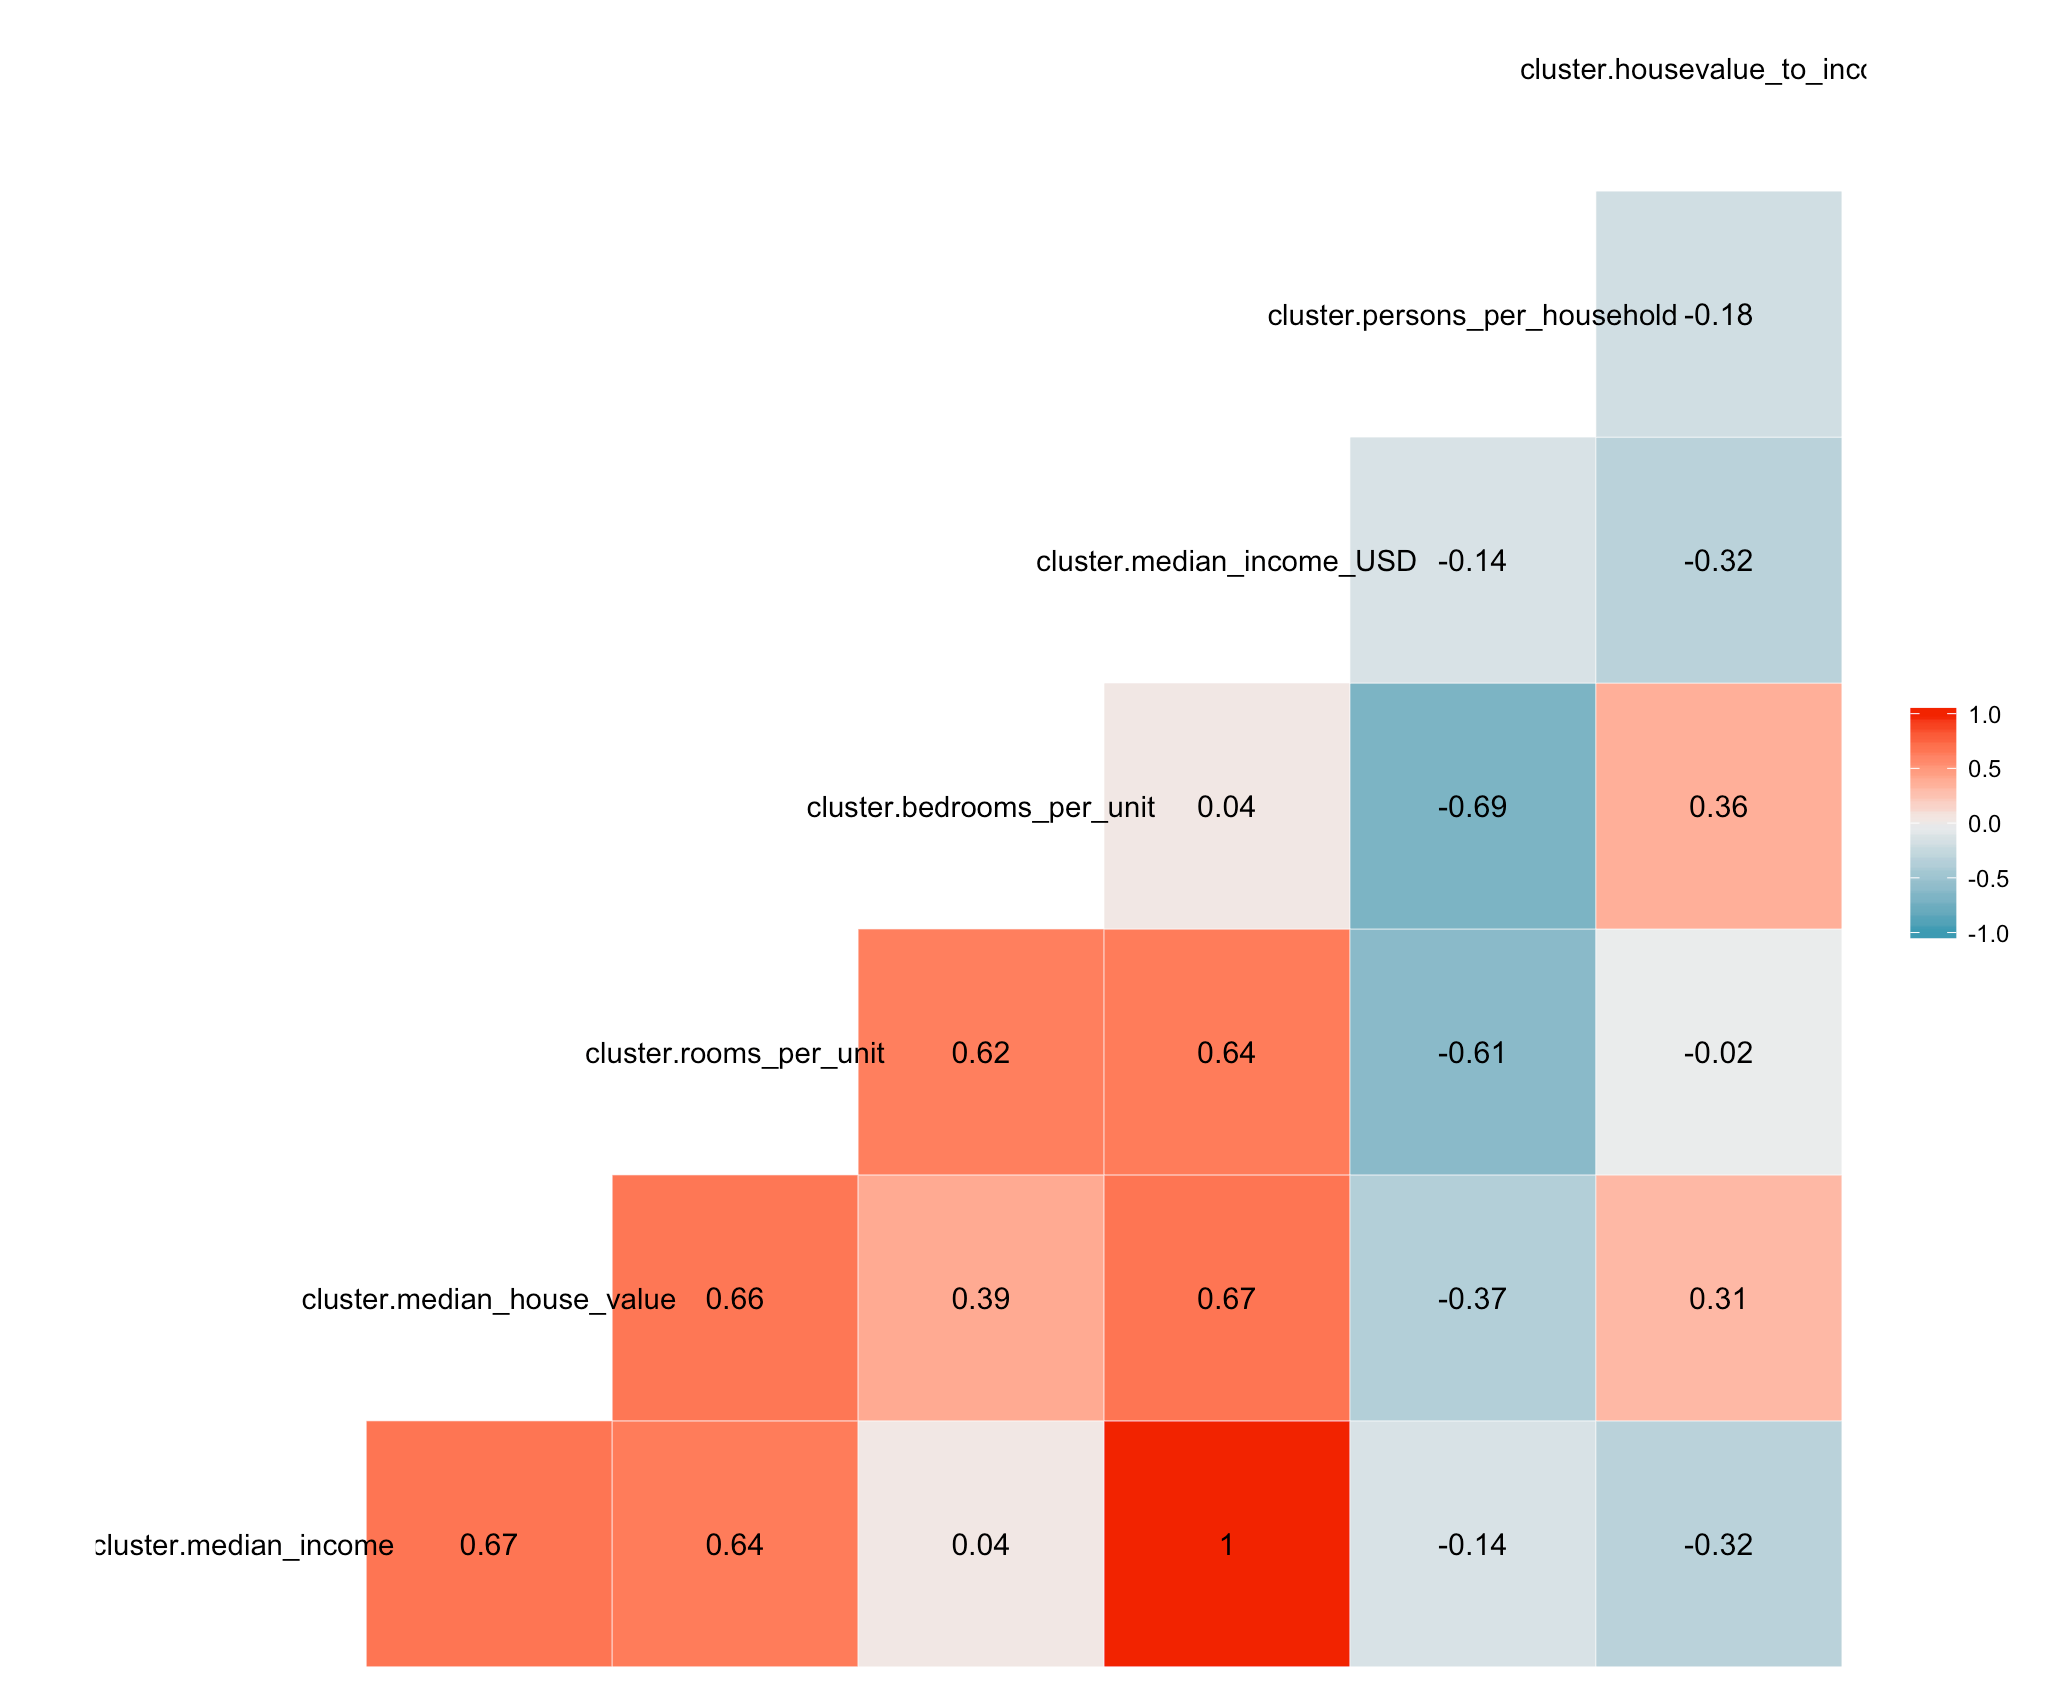 cluster.housevalue_to_inc
cluster.persons_per_household -0.18
cluster.median_income_USD -0.14 -0.32
cluster.bedrooms_per_unit 0.04 -0.69 0.36
1.0
0.5
0.0
-0.5
-1.0
cluster.rooms_per_unit 0.62 0.64 -0.61 -0.02
cluster.median_house_value 0.66 0.39 0.67 -0.37 0.31
cluster.median_income 0.67 0.64 0.04 1 -0.14 -0.32